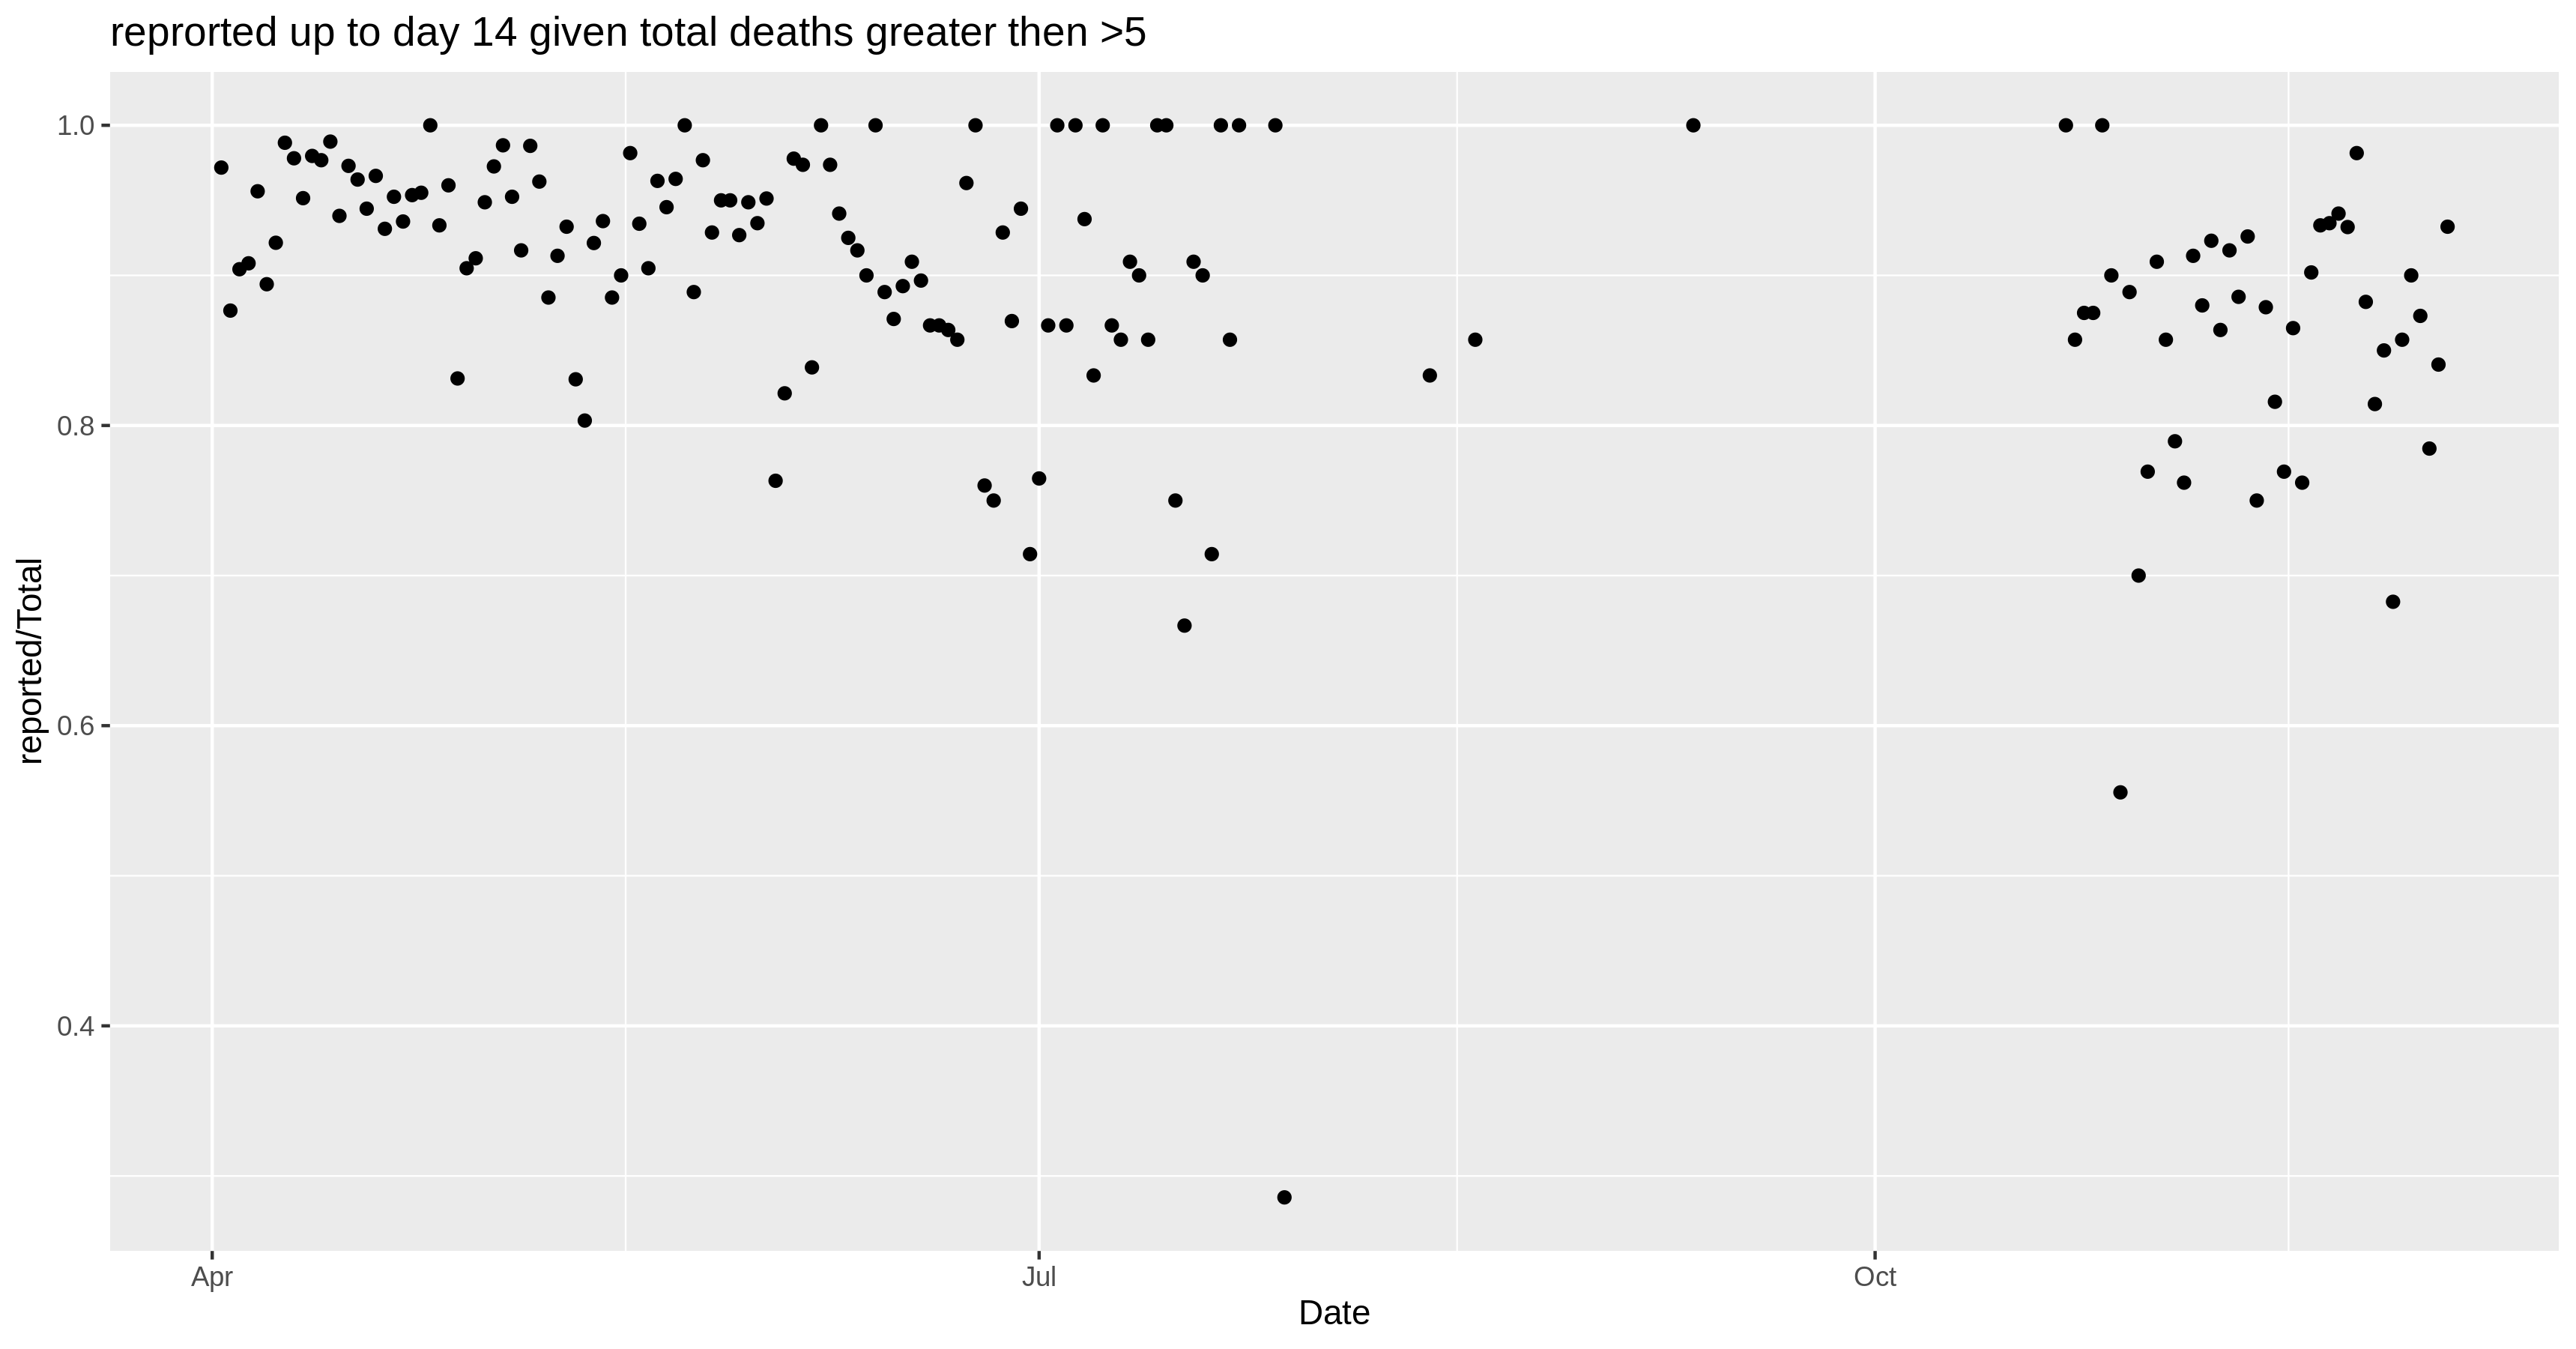 reprorted up to day 14 given total deaths greater then >5
1.0
0.8
0.6
0.4
reported/Total
Apr
Jul
Oct
Date